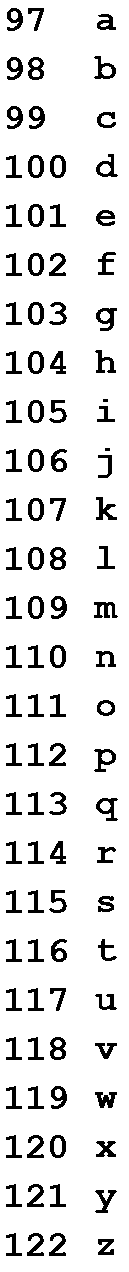 97 a
98 b
99 c
100 d
101 e
102 f
103 g
104 h
105 i
106 j
107 k
108 l
109 m
110 n
111 o
112 p
113 q
114 r
115 s
116 t
117 u
118 v
119 w
120 x
121 y
122 z